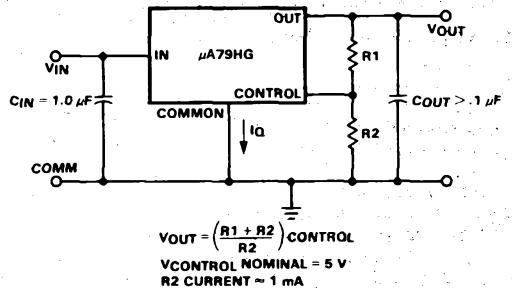 OUT
VOUT
VIN
IN
μA79HG
R1
CIN = 1.0 μF
CONTROL
COUT > .1 μF
COMMON
IQ
R2
COMM
VOUT = (R1 + R2 / R2) CONTROL
VCONTROL NOMINAL = 5 V
R2 CURRENT ≈ 1 mA